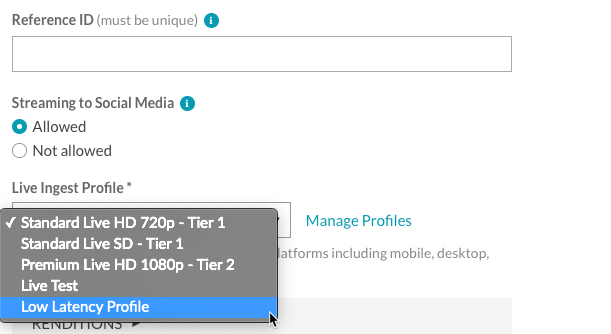 Reference ID (must be unique) i
Streaming to Social Media i
Allowed
Not allowed
Live Ingest Profile *
✓ Standard Live HD 720p - Tier 1
Manage Profiles
Standard Live SD - Tier 1
Premium Live HD 1080p - Tier 2
latforms including mobile, desktop,
Live Test
Low Latency Profile
RENDITIONS